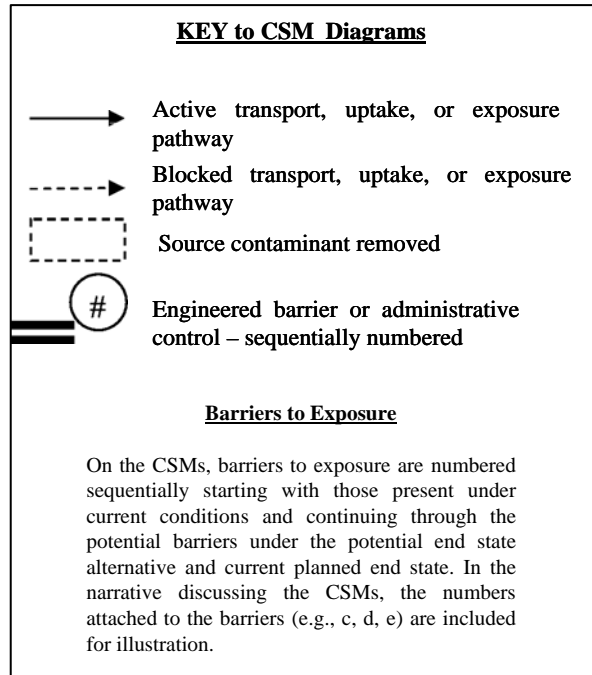 KEY to CSM Diagrams
Active transport, uptake, or exposure
pathway
Blocked transport, uptake, or exposure
pathway
Source contaminant removed
#
Engineered barrier or administrative
control – sequentially numbered
Barriers to Exposure
On the CSMs, barriers to exposure are numbered
sequentially starting with those present under
current conditions and continuing through the
potential barriers under the potential end state
alternative and current planned end state. In the
narrative discussing the CSMs, the numbers
attached to the barriers (e.g., c, d, e) are included
for illustration.